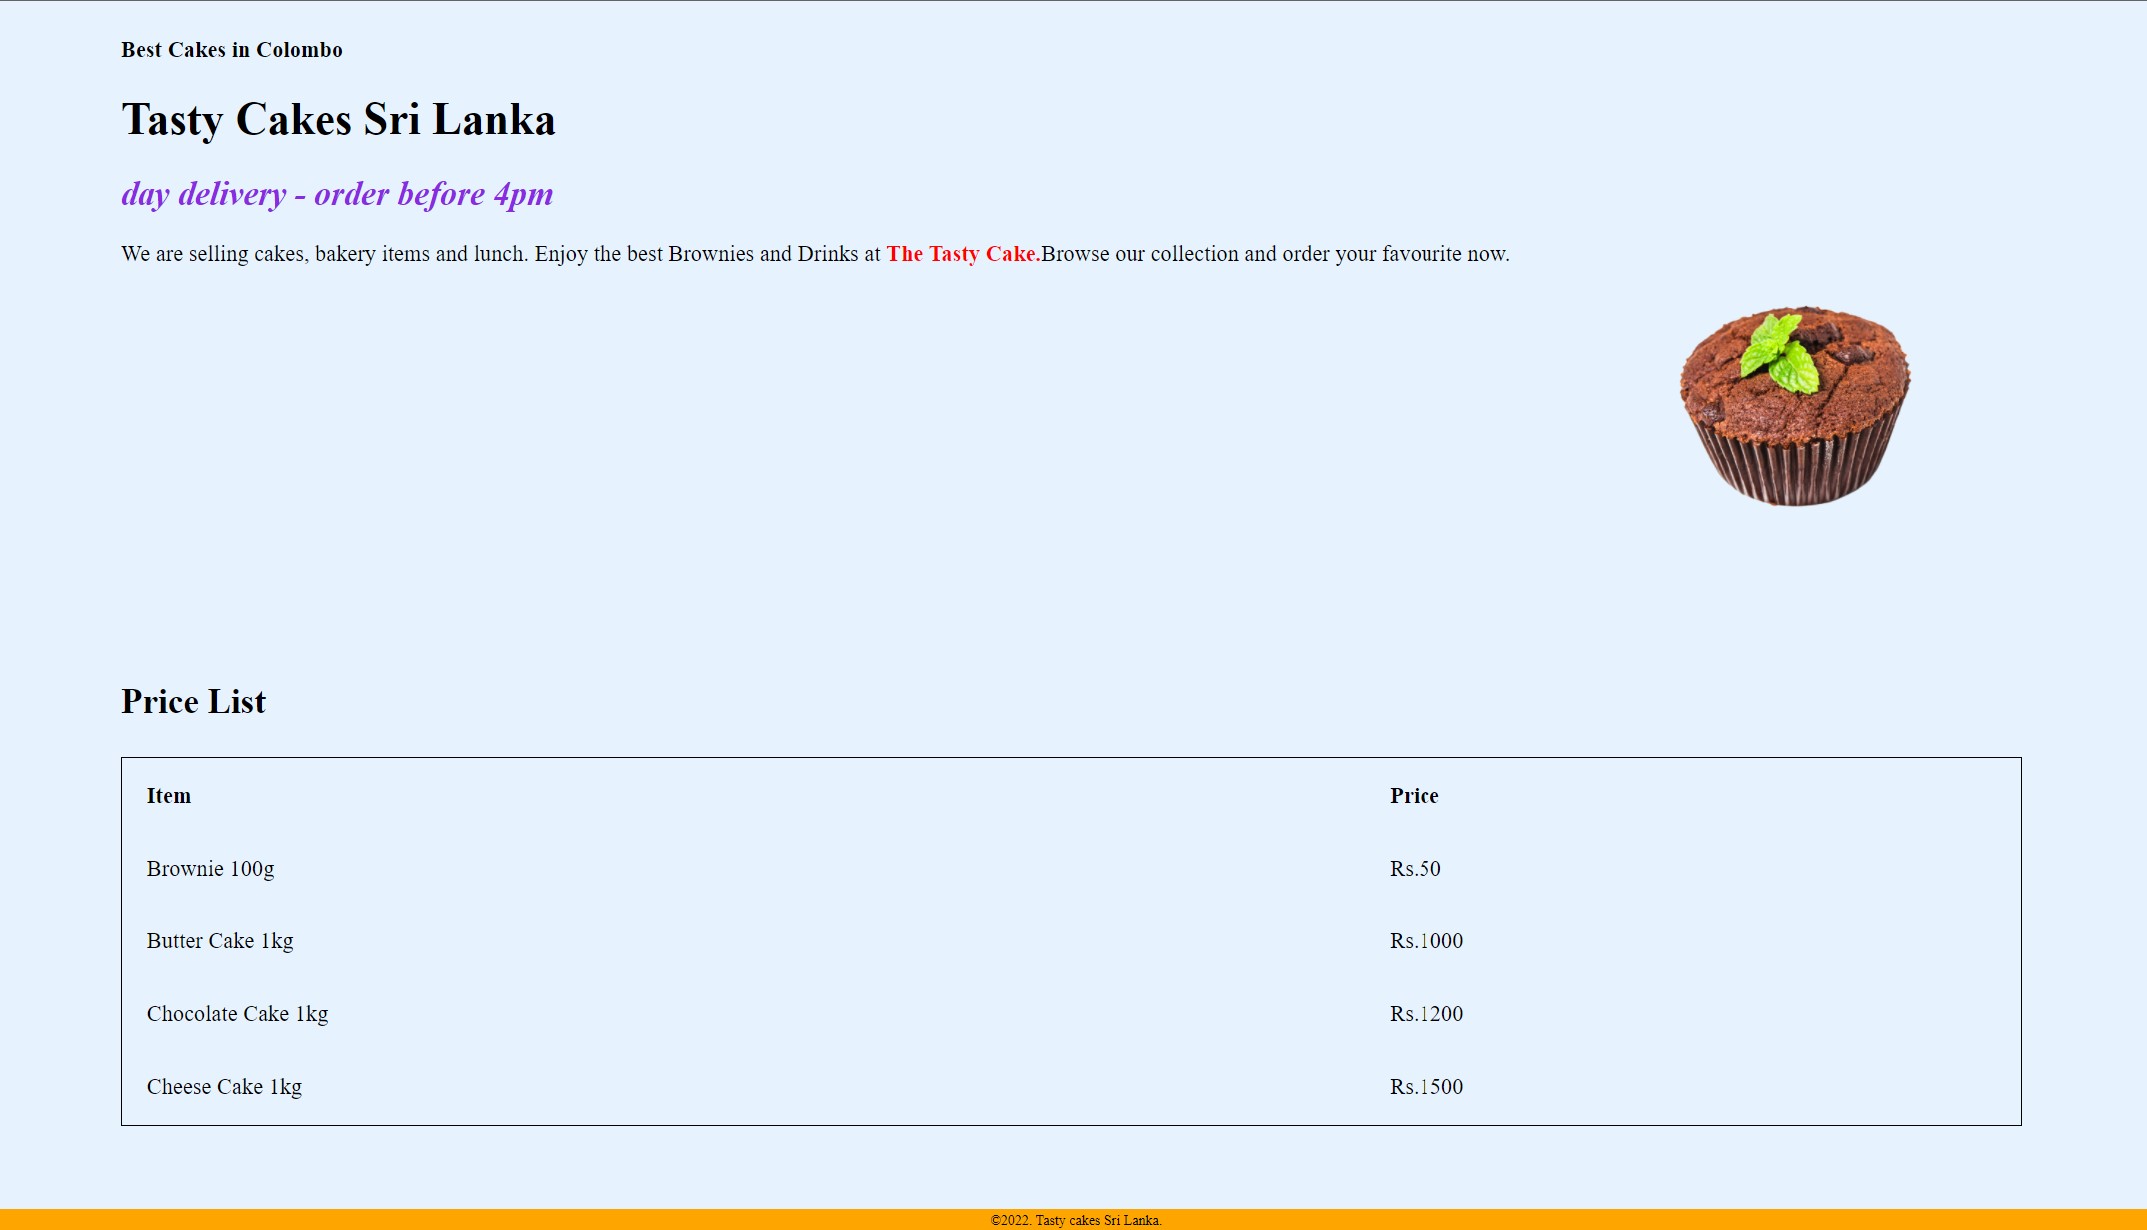 Best Cakes in Colombo
Tasty Cakes Sri Lanka
day delivery - order before 4pm
We are selling cakes, bakery items and lunch. Enjoy the best Brownies and Drinks at The Tasty Cake.Browse our collection and order your favourite now.
Price List
Item Price
Brownie 100g Rs.50
Butter Cake 1kg Rs.1000
Chocolate Cake 1kg Rs.1200
Cheese Cake 1kg Rs.1500
©2022. Tasty cakes Sri Lanka.